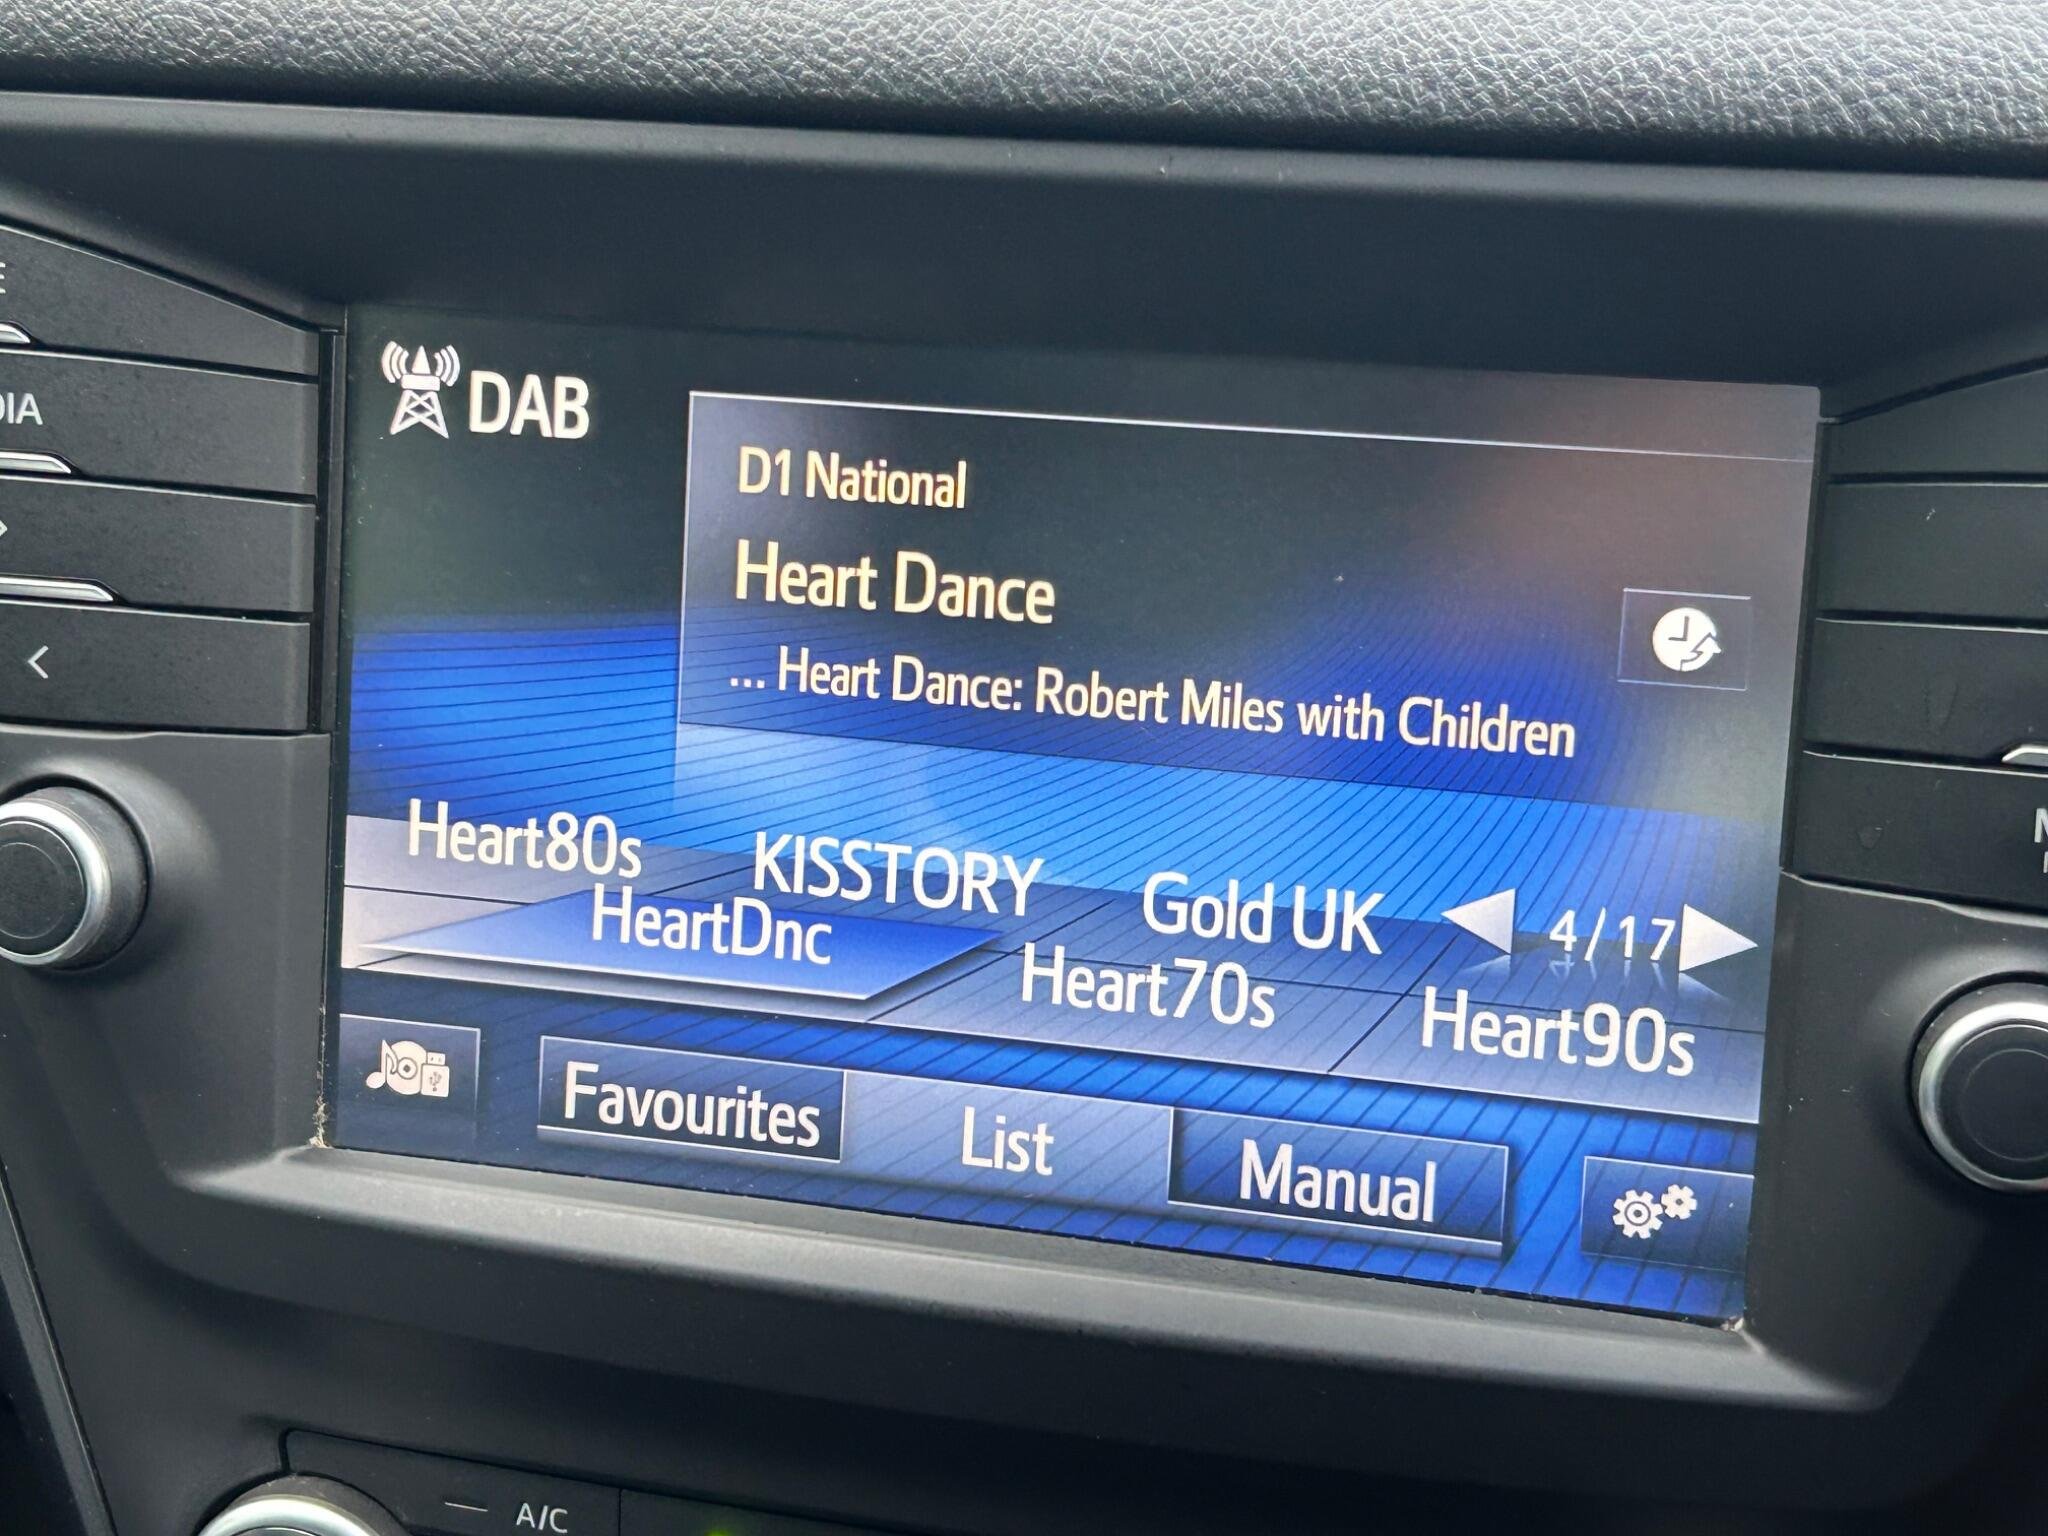 DIA
DAB
D1 National
Heart Dance
... Heart Dance: Robert Miles with Children
Heart80s KISSTORY Gold UK 4/17
HeartDnc Heart70s Heart90s
Favourites List Manual
A/C